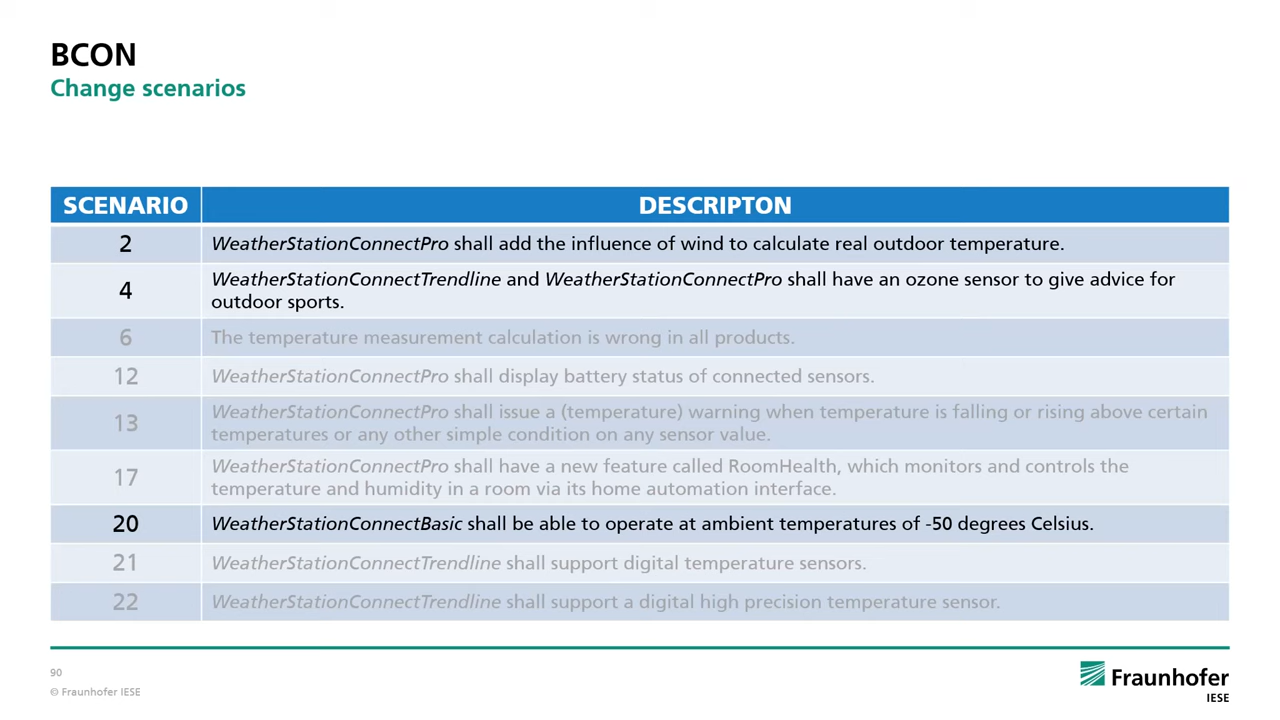 BCON
Change scenarios
SCENARIO DESCRIPTON
2 WeatherStationConnectPro shall add the influence of wind to calculate real outdoor temperature.
4 WeatherStationConnectTrendline and WeatherStationConnectPro shall have an ozone sensor to give advice for
outdoor sports.
6 The temperature measurement calculation is wrong in all products.
12 WeatherStationConnectPro shall display battery status of connected sensors.
13 WeatherStationConnectPro shall issue a (temperature) warning when temperature is falling or rising above certain
temperatures or any other simple condition on any sensor value.
17 WeatherStationConnectPro shall have a new feature called RoomHealth, which monitors and controls the
temperature and humidity in a room via its home automation interface.
20 WeatherStationConnectBasic shall be able to operate at ambient temperatures of -50 degrees Celsius.
21 WeatherStationConnectTrendline shall support digital temperature sensors.
22 WeatherStationConnectTrendline shall support a digital high precision temperature sensor.
90
© Fraunhofer IESE
Fraunhofer
IESE